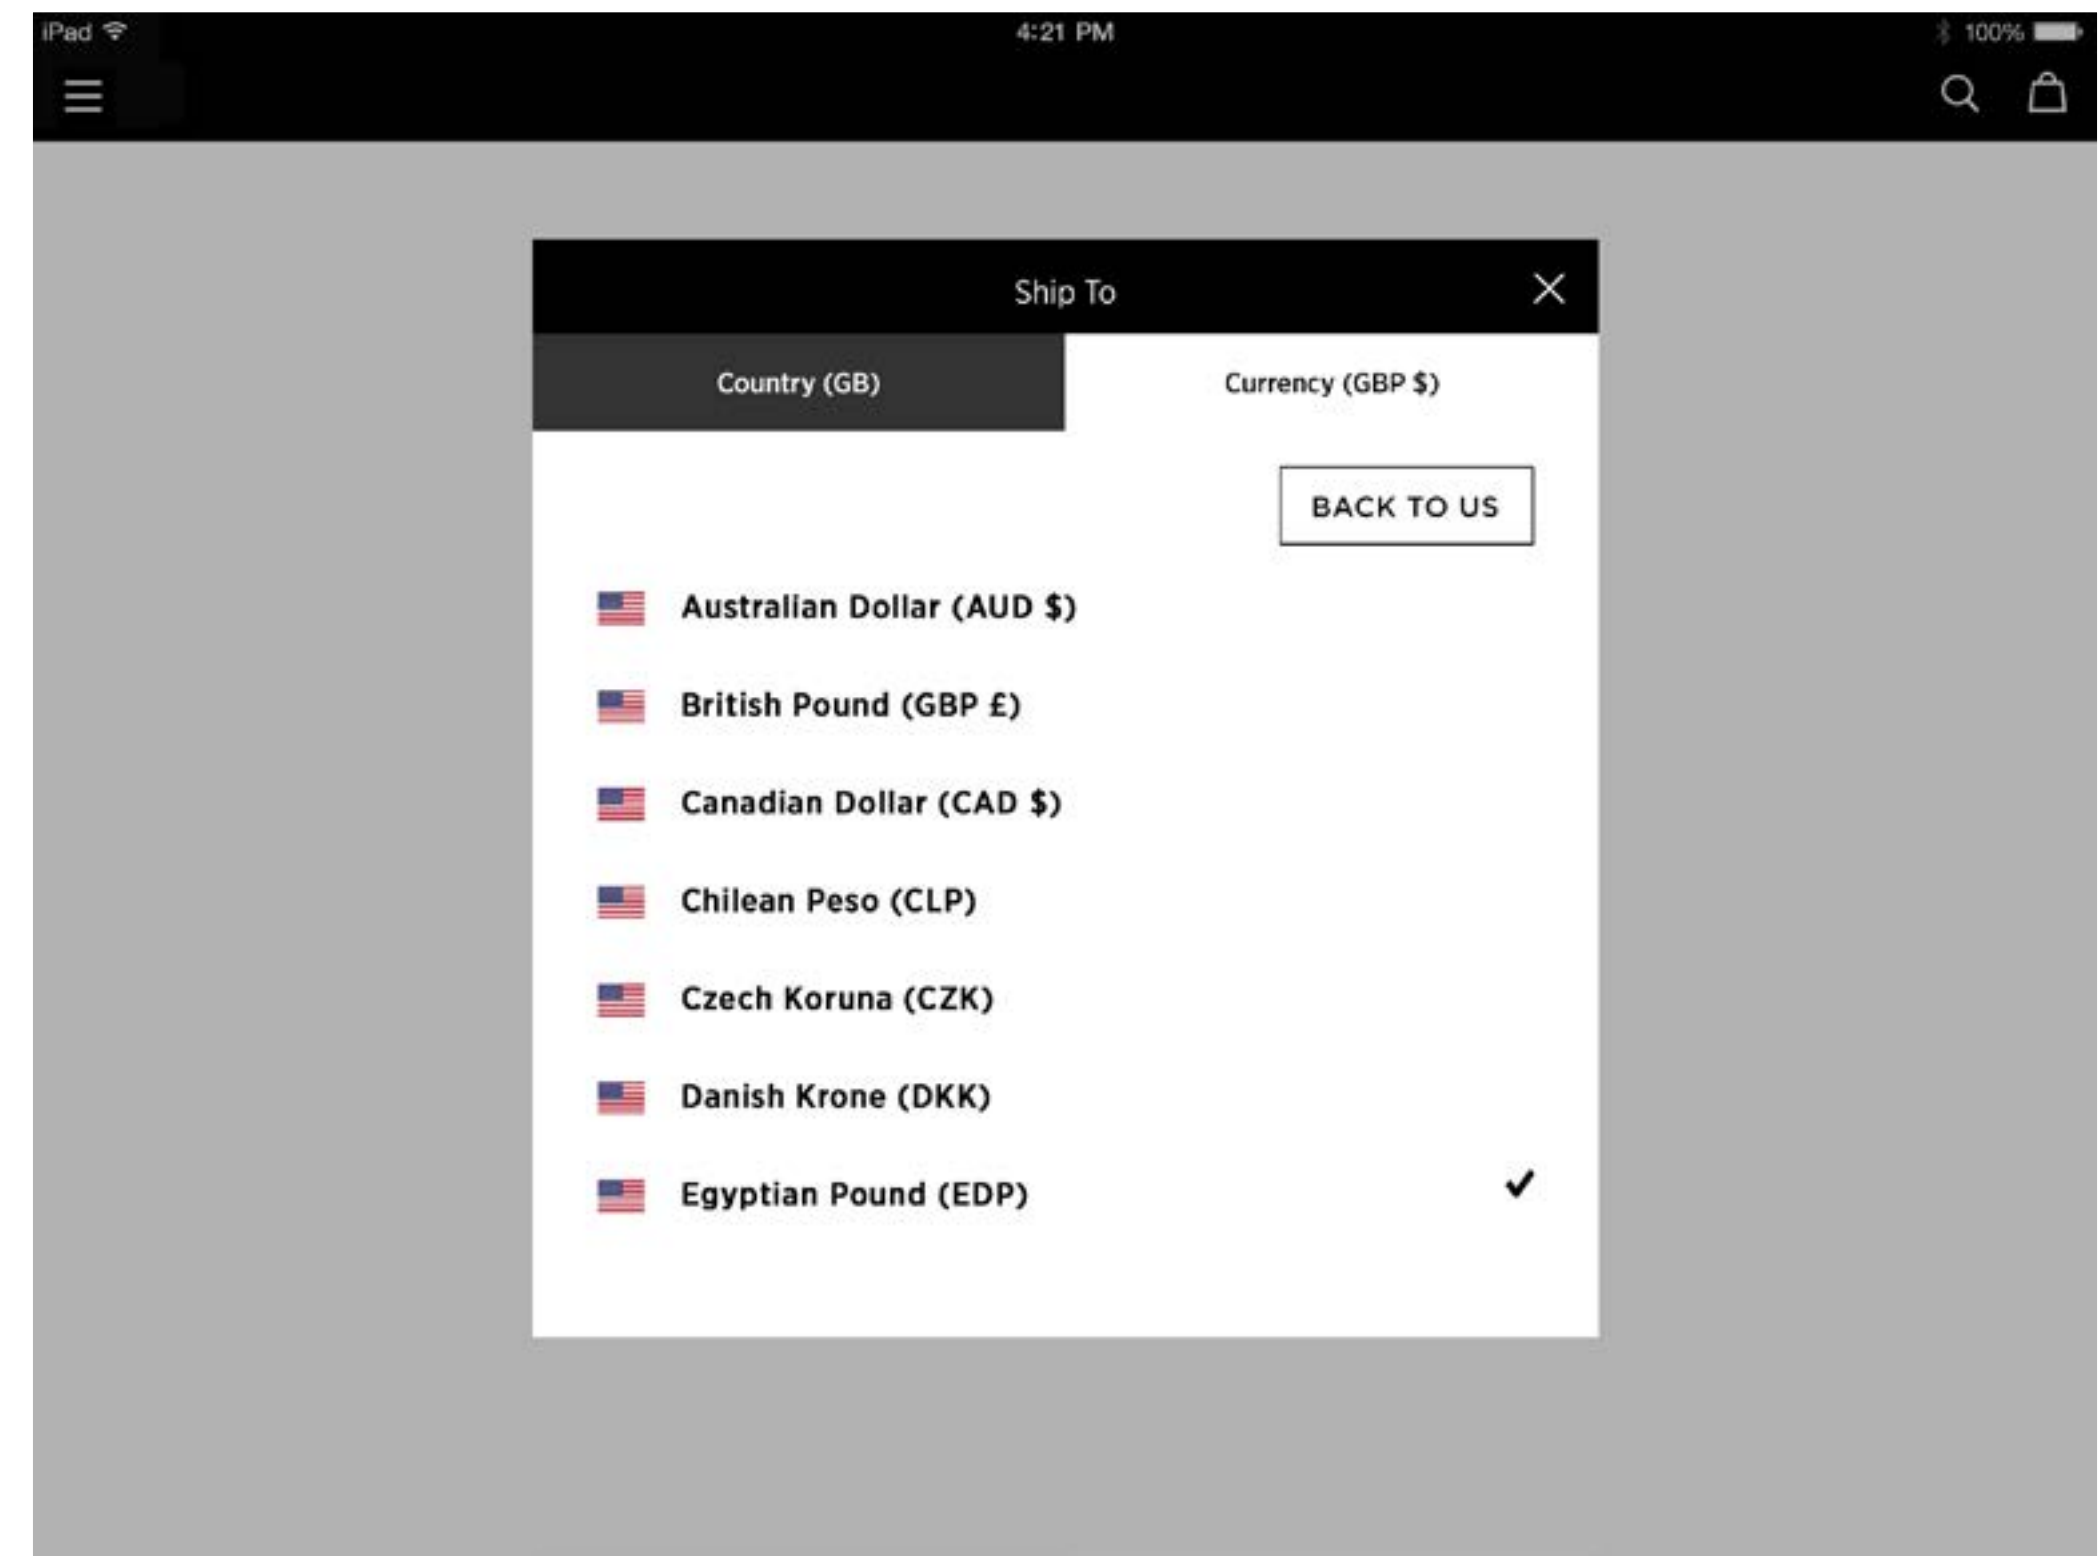 iPad 4:21 PM 100%
Ship To
Country (GB) Currency (GBP $)
BACK TO US
Australian Dollar (AUD $)
British Pound (GBP £)
Canadian Dollar (CAD $)
Chilean Peso (CLP)
Czech Koruna (CZK)
Danish Krone (DKK)
Egyptian Pound (EDP)